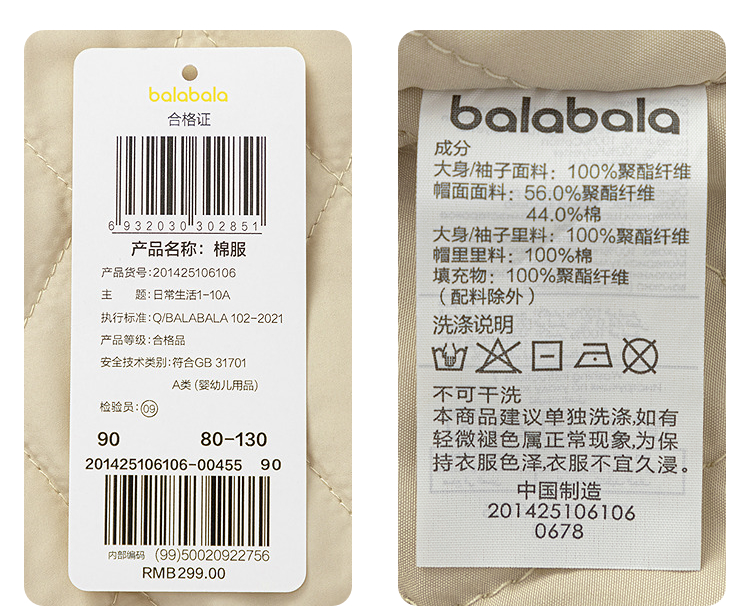 balabala
合格证
6 932030 302851
产品名称：棉服
产品货号:201425106106
主　　题:日常生活1-10A
执行标准:Q/BALABALA 102-2021
产品等级:合格品
安全技术类别:符合GB 31701
A类 (婴幼儿用品)
检验员:09
90 80-130
201425106106-00455 90
内部编码 (99)50020922756
RMB299.00
balabala
成分
大身/袖子面料：100%聚酯纤维
帽面面料：56.0%聚酯纤维
44.0%棉
大身/袖子里料：100%聚酯纤维
帽里里料：100%棉
填充物：100%聚酯纤维
（配料除外）
洗涤说明
不可干洗
本商品建议单独洗涤,如有
轻微褪色属正常现象,为保
持衣服色泽,衣服不宜久浸。
中国制造
201425106106
0678